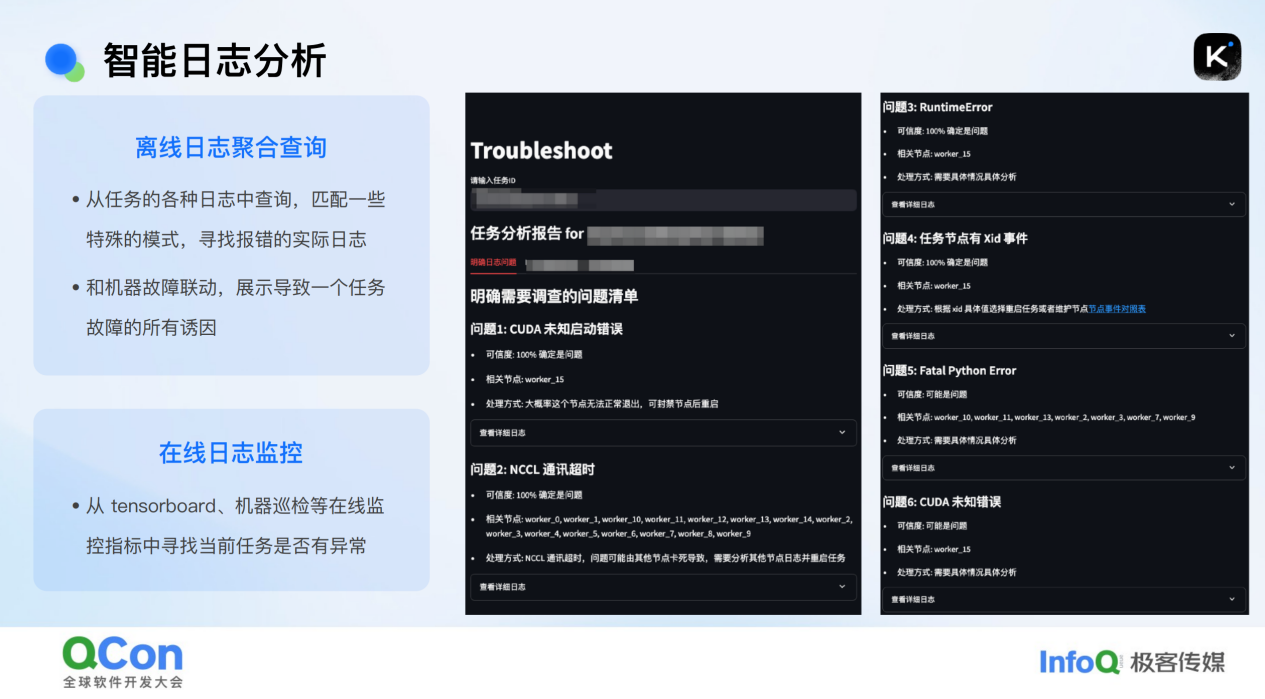 智能日志分析
K
离线日志聚合查询
• 从任务的各种日志中查询，匹配一些
特殊的模式，寻找报错的实际日志
• 和机器故障联动，展示导致一个任务
故障的所有诱因
在线日志监控
• 从 tensorboard、机器巡检等在线监
控指标中寻找当前任务是否有异常
Troubleshoot
请输入任务ID
任务分析报告 for
明确日志问题
明确需要调查的问题清单
问题1: CUDA 未知启动错误
• 可信度: 100% 确定是问题
• 相关节点: worker_15
• 处理方式: 大概率这个节点无法正常退出，可封禁节点后重启
查看详细日志
问题2: NCCL 通讯超时
• 可信度: 100% 确定是问题
• 相关节点: worker_0, worker_1, worker_10, worker_11, worker_12, worker_13, worker_14, worker_2,
worker_3, worker_4, worker_5, worker_6, worker_7, worker_8, worker_9
• 处理方式: NCCL 通讯超时，问题可能由其他节点卡死导致，需要分析其他节点日志并重启任务
查看详细日志
问题3: RuntimeError
• 可信度: 100% 确定是问题
• 相关节点: worker_15
• 处理方式: 需要具体情况具体分析
查看详细日志
问题4: 任务节点有 Xid 事件
• 可信度: 100% 确定是问题
• 相关节点: worker_15
• 处理方式: 根据 xid 具体值选择重启任务或者维护节点节点事件对照表
查看详细日志
问题5: Fatal Python Error
• 可信度: 可能是问题
• 相关节点: worker_10, worker_11, worker_13, worker_2, worker_3, worker_7, worker_9
• 处理方式: 需要具体情况具体分析
查看详细日志
问题6: CUDA 未知错误
• 可信度: 可能是问题
• 相关节点: worker_15
• 处理方式: 需要具体情况具体分析
查看详细日志
QCon
全球软件开发大会
InfoQ 极客传媒